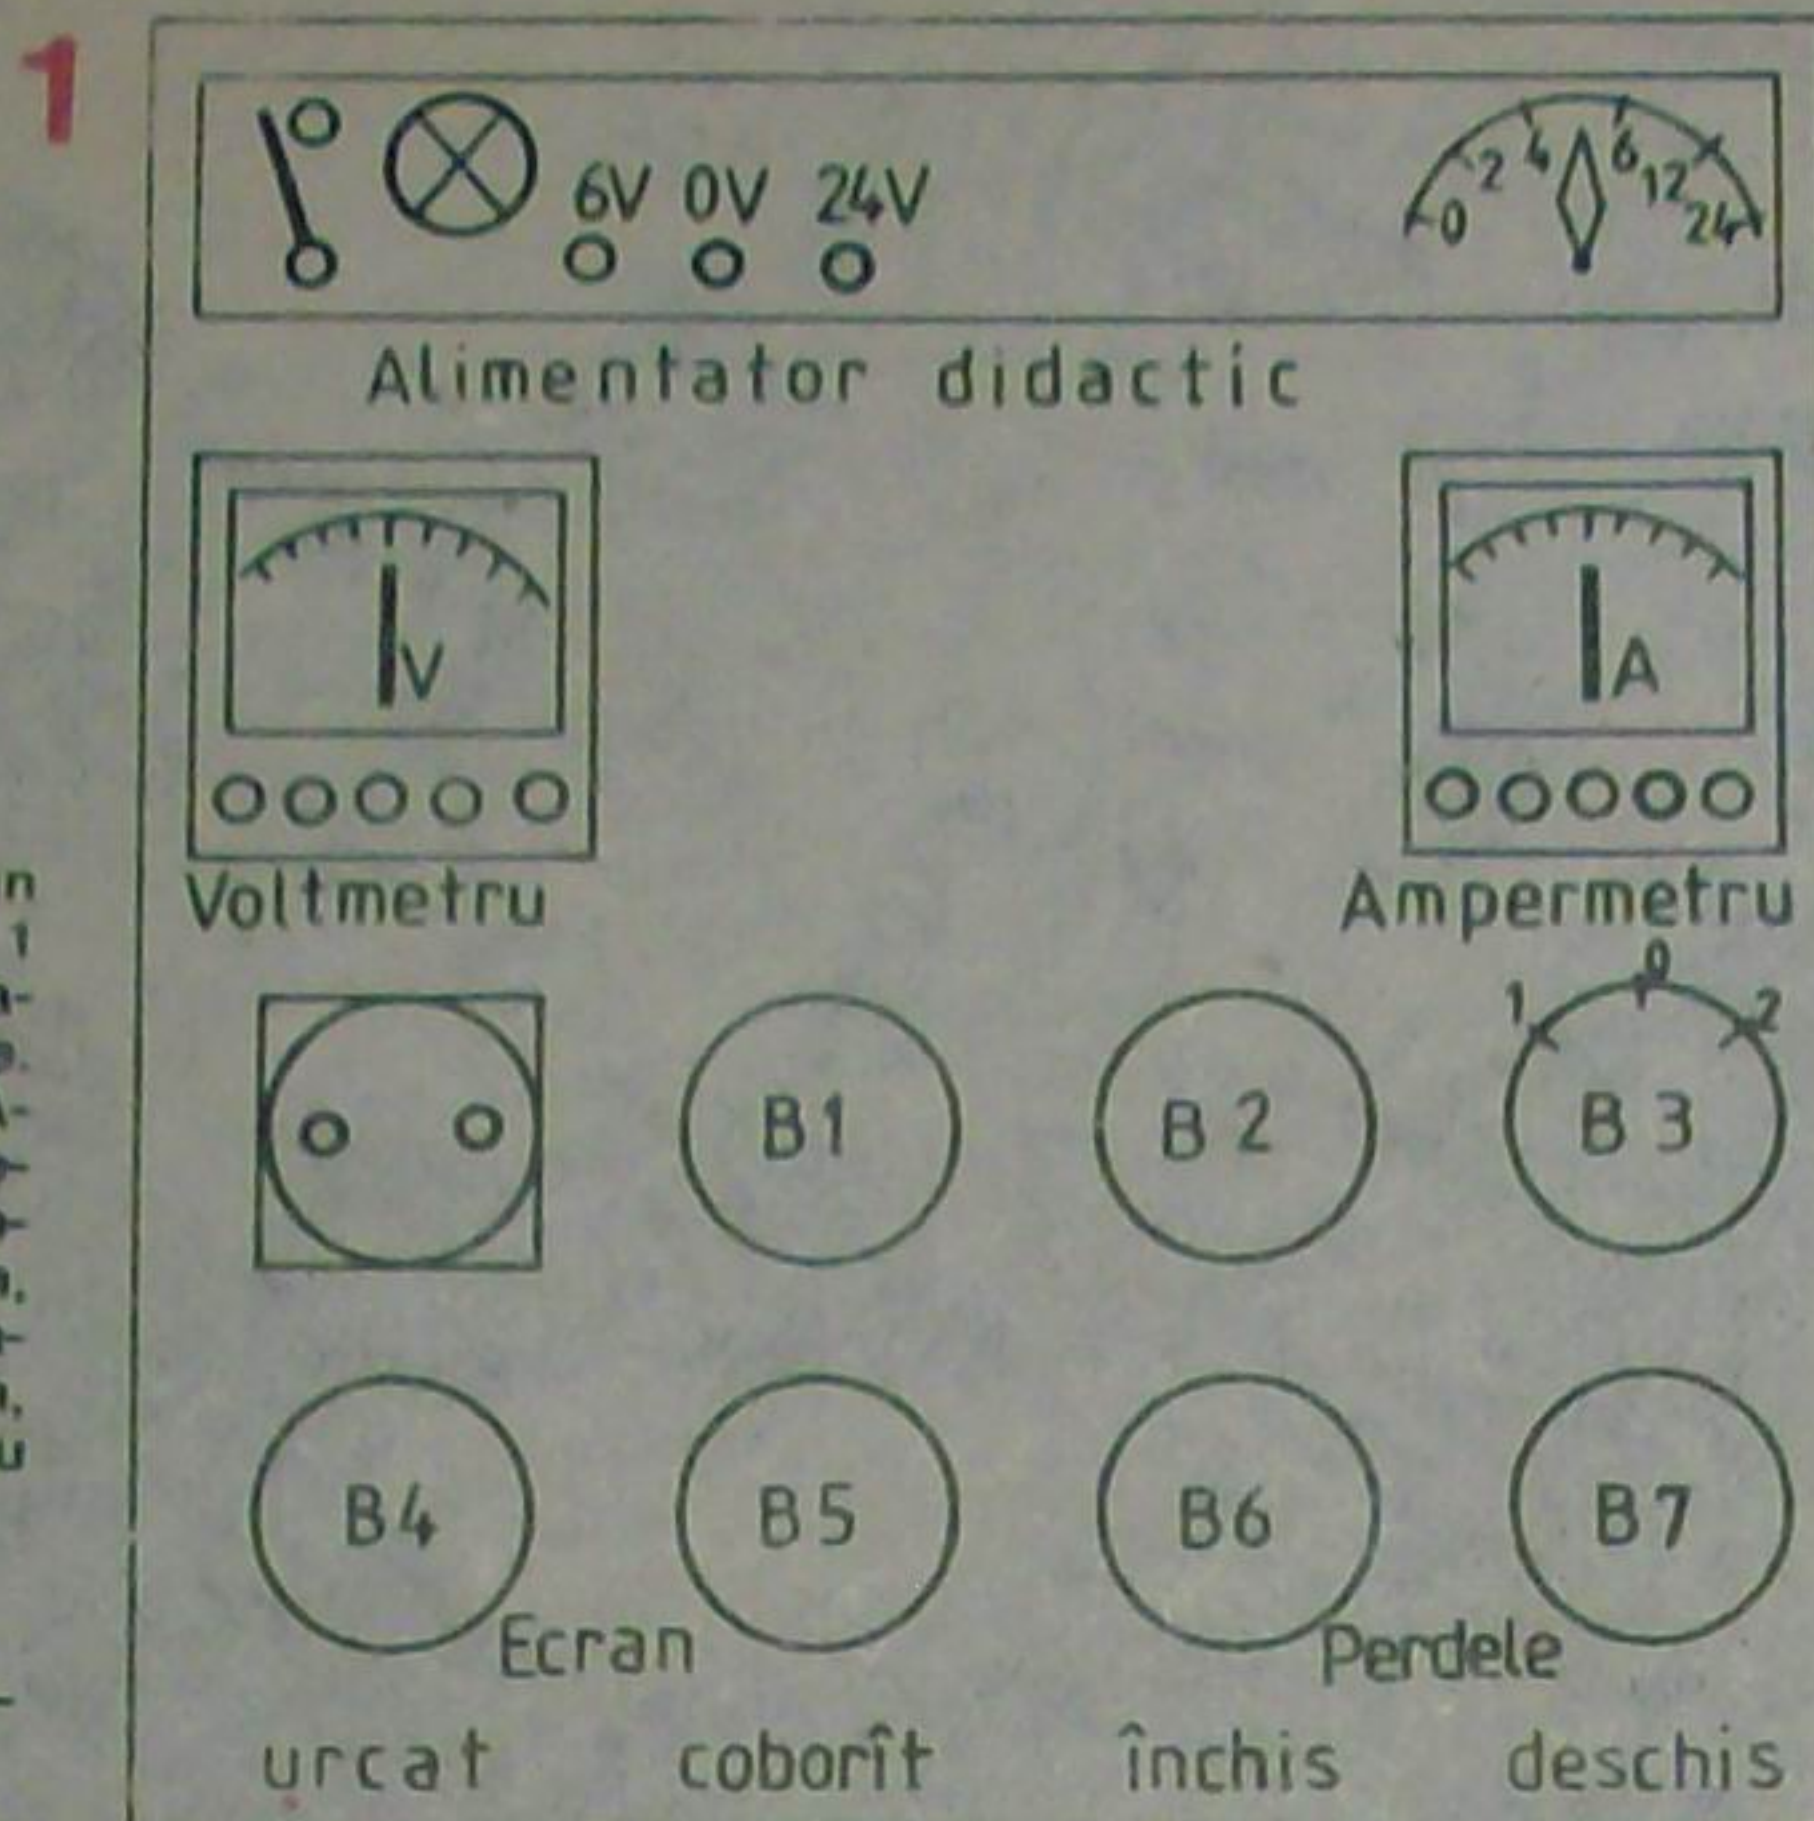 1
6V 0V 24V
0 2 4 6 12 24
Alimentator didactic
V
A
Voltmetru
Ampermetru
1 0 2
B1 B2 B3
B4 B5 B6 B7
Ecran Perdele
urcat coborît închis deschis